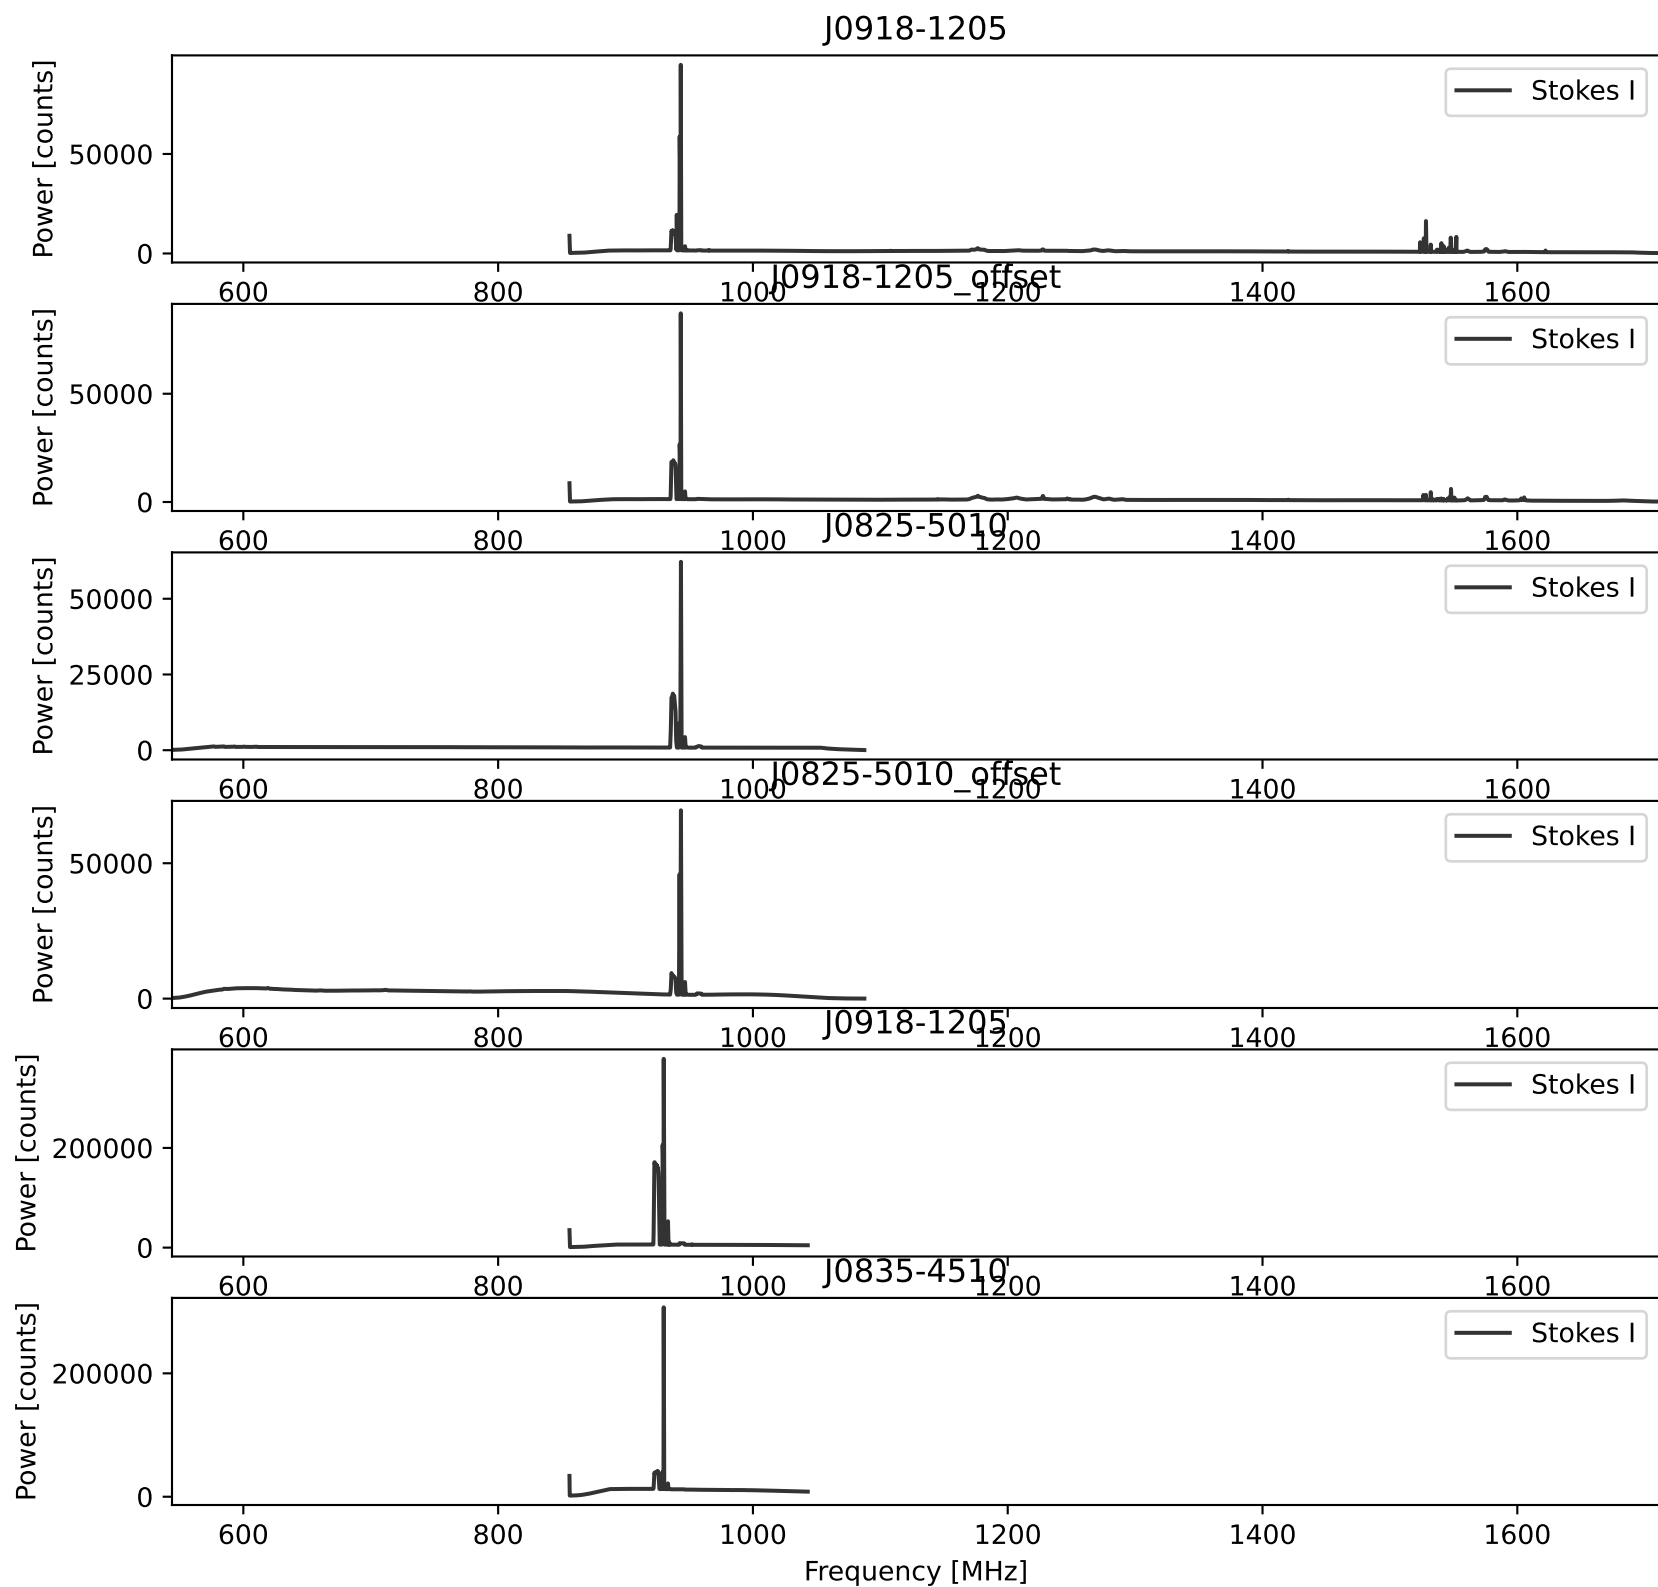 J0918-1205
Power [counts]
50000
0
Stokes I
600 800 1000 1200 1400 1600
J0918-1205_offset
Power [counts]
50000
0
Stokes I
600 800 1000 1200 1400 1600
J0825-5010
Power [counts]
50000
25000
0
Stokes I
600 800 1000 1200 1400 1600
J0825-5010_offset
Power [counts]
50000
0
Stokes I
600 800 1000 1200 1400 1600
J0918-1205
Power [counts]
200000
0
Stokes I
600 800 1000 1200 1400 1600
J0835-4510
Power [counts]
200000
0
Stokes I
600 800 1000 1200 1400 1600
Frequency [MHz]